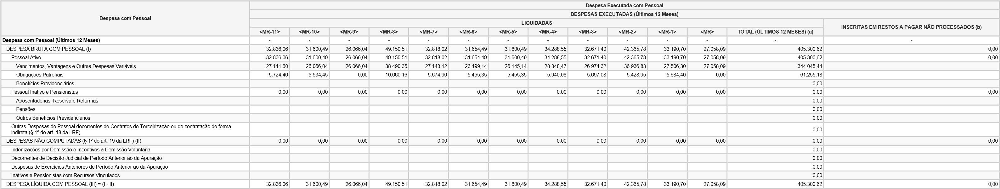 Despesa com Pessoal
Despesa Executada com Pessoal
DESPESAS EXECUTADAS (Últimos 12 Meses)
LIQUIDADAS
INSCRITAS EM RESTOS A PAGAR NÃO PROCESSADOS (b)
<MR-11> <MR-10> <MR-9> <MR-8> <MR-7> <MR-6> <MR-5> <MR-4> <MR-3> <MR-2> <MR-1> <MR> TOTAL (ÚLTIMOS 12 MESES) (a)
Despesa com Pessoal (Últimos 12 Meses) - - - - - - - - - - - - - -
DESPESA BRUTA COM PESSOAL (I) 32.836,06 31.600,49 26.066,04 49.150,51 32.818,02 31.654,49 31.600,49 34.288,55 32.671,40 42.365,78 33.190,70 27.058,09 405.300,62 0,00
Pessoal Ativo 32.836,06 31.600,49 26.066,04 49.150,51 32.818,02 31.654,49 31.600,49 34.288,55 32.671,40 42.365,78 33.190,70 27.058,09 405.300,62 0,00
Vencimentos, Vantagens e Outras Despesas Variáveis 27.111,60 26.066,04 26.066,04 38.490,35 27.143,12 26.199,14 26.145,14 28.348,47 26.974,32 36.936,83 27.506,30 27.058,09 344.045,44
Obrigações Patronais 5.724,46 5.534,45 0,00 10.660,16 5.674,90 5.455,35 5.455,35 5.940,08 5.697,08 5.428,95 5.684,40 0,00 61.255,18
Benefícios Previdenciários 0,00
Pessoal Inativo e Pensionistas 0,00 0,00 0,00 0,00 0,00 0,00 0,00 0,00 0,00 0,00 0,00 0,00 0,00 0,00
Aposentadorias, Reserva e Reformas 0,00
Pensões 0,00
Outros Benefícios Previdenciários 0,00
Outras Despesas de Pessoal decorrentes de Contratos de Terceirização ou de contratação de forma
indireta (§ 1º do art. 18 da LRF) 0,00
DESPESAS NÃO COMPUTADAS (§ 1º do art. 19 da LRF) (II) 0,00 0,00 0,00 0,00 0,00 0,00 0,00 0,00 0,00 0,00 0,00 0,00 0,00 0,00
Indenizações por Demissão e Incentivos à Demissão Voluntária 0,00
Decorrentes de Decisão Judicial de Período Anterior ao da Apuração 0,00
Despesas de Exercícios Anteriores de Período Anterior ao da Apuração 0,00
Inativos e Pensionistas com Recursos Vinculados 0,00
DESPESA LÍQUIDA COM PESSOAL (III) = (I - II) 32.836,06 31.600,49 26.066,04 49.150,51 32.818,02 31.654,49 31.600,49 34.288,55 32.671,40 42.365,78 33.190,70 27.058,09 405.300,62 0,00